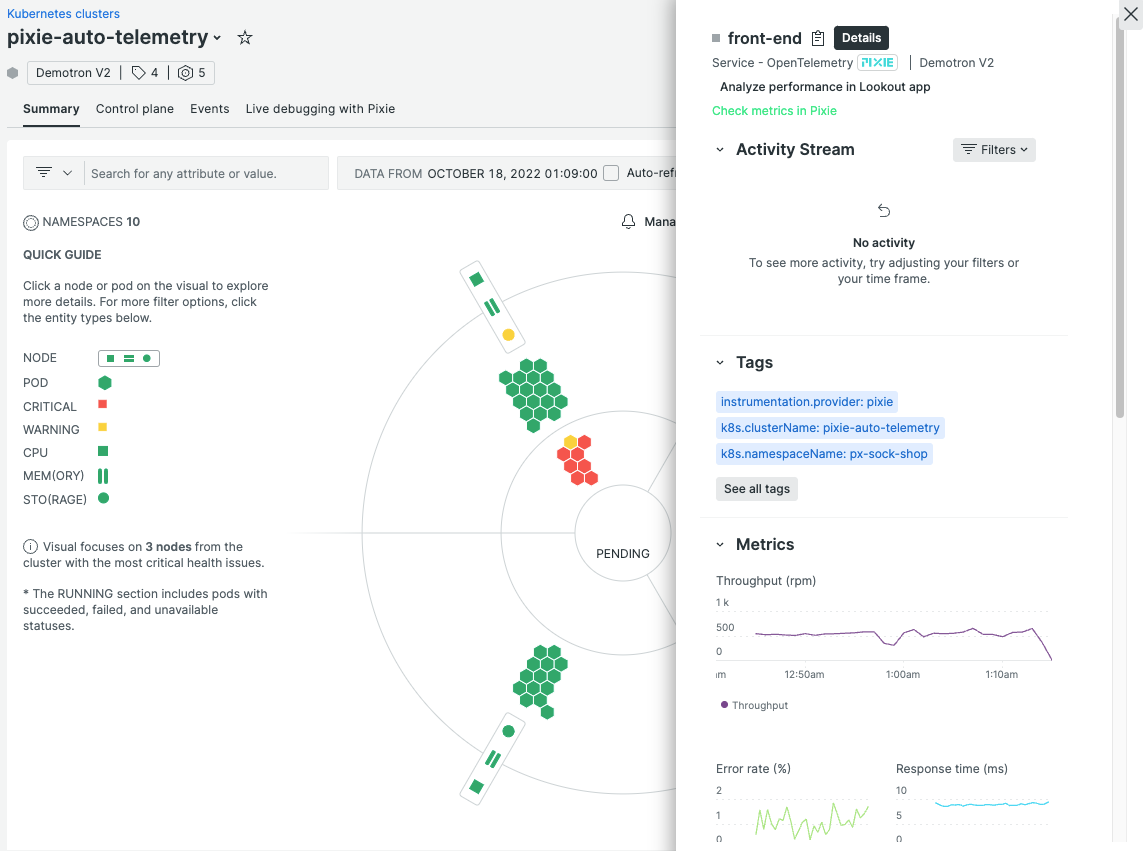 Kubernetes clusters
pixie-auto-telemetry
Demotron V2 | 4 | 5
Summary Control plane Events Live debugging with Pixie
Search for any attribute or value.
DATA FROM OCTOBER 18, 2022 01:09:00 Auto-refr
NAMESPACES 10
Mana
QUICK GUIDE
Click a node or pod on the visual to explore
more details. For more filter options, click
the entity types below.
NODE
POD
CRITICAL
WARNING
CPU
MEM(ORY)
STO(RAGE)
Visual focuses on 3 nodes from the
cluster with the most critical health issues.
* The RUNNING section includes pods with
succeeded, failed, and unavailable
statuses.
PENDING
front-end Details
Service - OpenTelemetry PIXIE | Demotron V2
Analyze performance in Lookout app
Check metrics in Pixie
Activity Stream
Filters
No activity
To see more activity, try adjusting your filters or
your time frame.
Tags
instrumentation.provider: pixie
k8s.clusterName: pixie-auto-telemetry
k8s.namespaceName: px-sock-shop
See all tags
Metrics
Throughput (rpm)
1 k
500
0
am 12:50am 1:00am 1:10am
Throughput
Error rate (%)
2
1
0
Response time (ms)
10
5
0